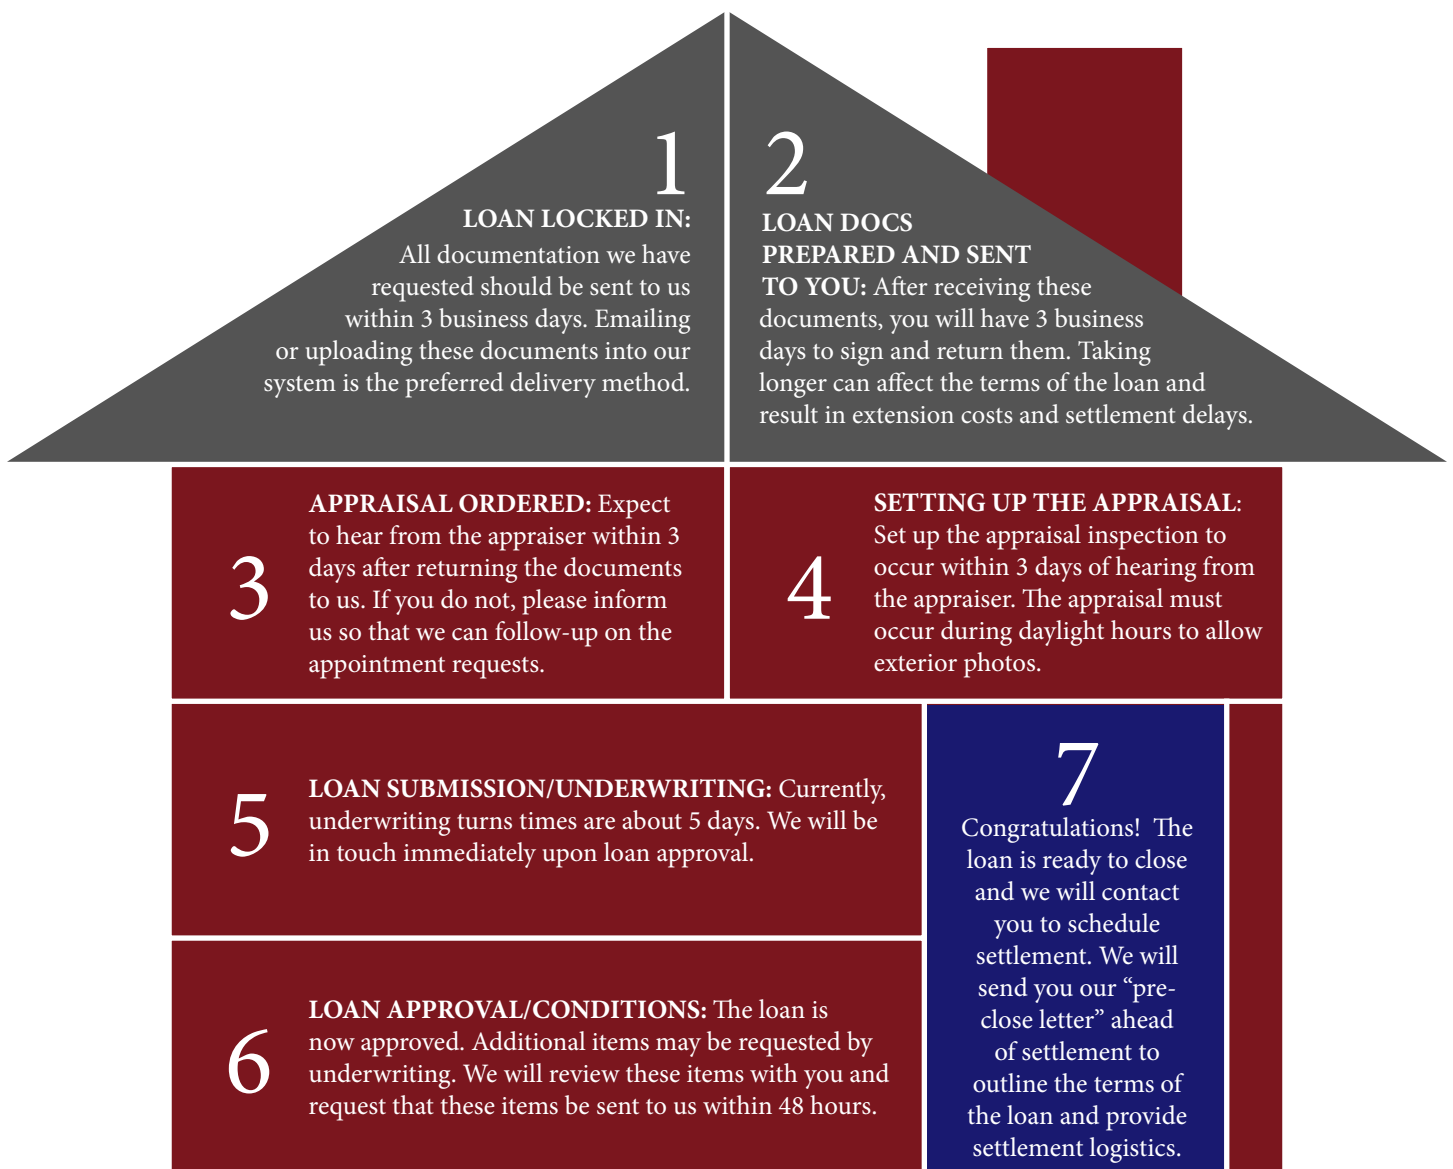 1
LOAN LOCKED IN:
All documentation we have
requested should be sent to us
within 3 business days. Emailing
or uploading these documents into our
system is the preferred delivery method.
2
LOAN DOCS
PREPARED AND SENT
TO YOU: After receiving these
documents, you will have 3 business
days to sign and return them. Taking
longer can affect the terms of the loan and
result in extension costs and settlement delays.
3
APPRAISAL ORDERED: Expect
to hear from the appraiser within 3
days after returning the documents
to us. If you do not, please inform
us so that we can follow-up on the
appointment requests.
4
SETTING UP THE APPRAISAL:
Set up the appraisal inspection to
occur within 3 days of hearing from
the appraiser. The appraisal must
occur during daylight hours to allow
exterior photos.
5
LOAN SUBMISSION/UNDERWRITING: Currently,
underwriting turns times are about 5 days. We will be
in touch immediately upon loan approval.
6
LOAN APPROVAL/CONDITIONS: The loan is
now approved. Additional items may be requested by
underwriting. We will review these items with you and
request that these items be sent to us within 48 hours.
7
Congratulations! The
loan is ready to close
and we will contact
you to schedule
settlement. We will
send you our “pre-
close letter” ahead
of settlement to
outline the terms of
the loan and provide
settlement logistics.